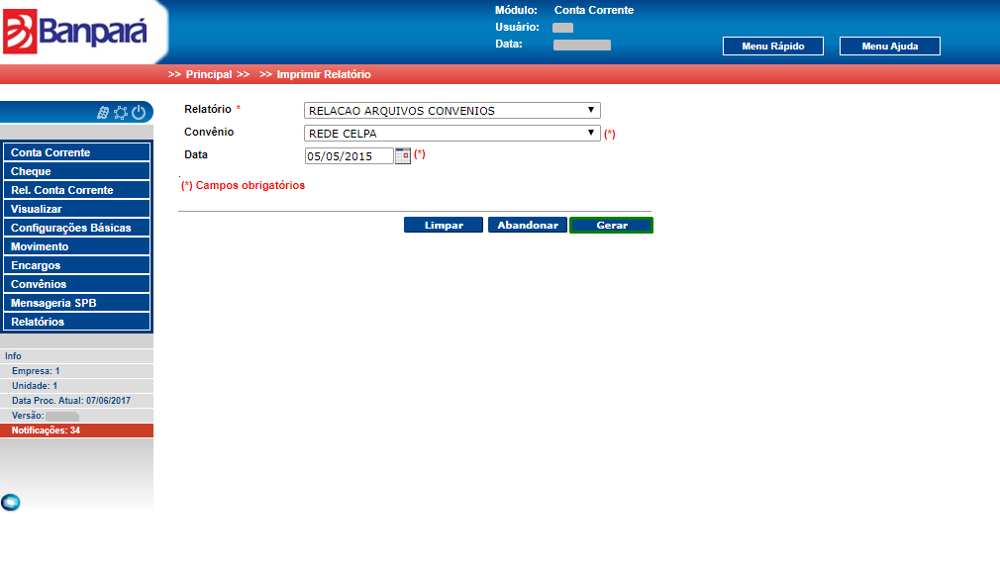 Banpará
Módulo: Conta Corrente
Usuário:
Data:
Menu Rápido
Menu Ajuda
>> Principal >> >> Imprimir Relatório
Relatório *
RELACAO ARQUIVOS CONVENIOS
Convênio
REDE CELPA
(*)
Data
05/05/2015
(*)
(*) Campos obrigatórios
Limpar
Abandonar
Gerar
Conta Corrente
Cheque
Rel. Conta Corrente
Visualizar
Configurações Básicas
Movimento
Encargos
Convênios
Mensageria SPB
Relatórios
Info
Empresa: 1
Unidade: 1
Data Proc. Atual: 07/06/2017
Versão:
Notificações: 34